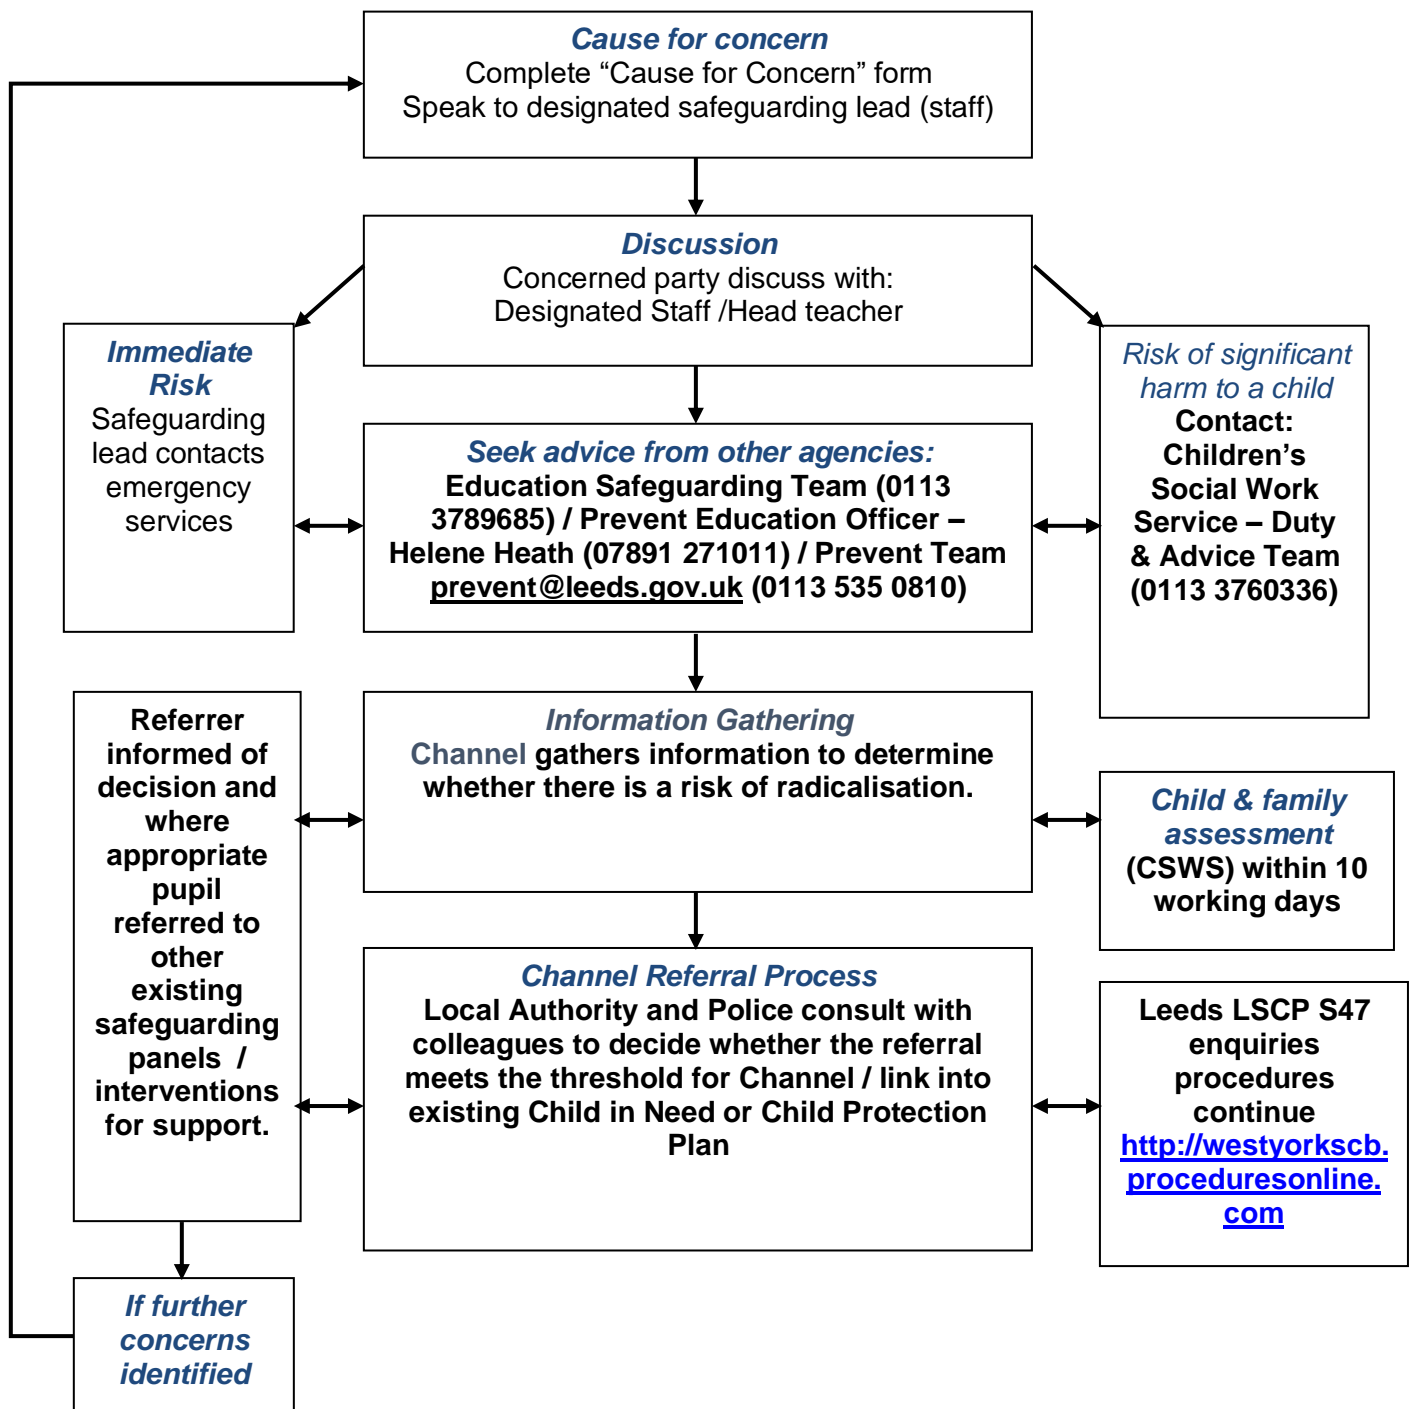 Cause for concern
Complete “Cause for Concern” form
Speak to designated safeguarding lead (staff)
Discussion
Concerned party discuss with:
Designated Staff /Head teacher
Immediate
Risk
Safeguarding
lead contacts
emergency
services
Seek advice from other agencies:
Education Safeguarding Team (0113
3789685) / Prevent Education Officer –
Helene Heath (07891 271011) / Prevent Team
prevent@leeds.gov.uk (0113 535 0810)
Risk of significant
harm to a child
Contact:
Children’s
Social Work
Service – Duty
& Advice Team
(0113 3760336)
Referrer
informed of
decision and
where
appropriate
pupil
referred to
other
existing
safeguarding
panels /
interventions
for support.
Information Gathering
Channel gathers information to determine
whether there is a risk of radicalisation.
Child & family
assessment
(CSWS) within 10
working days
Channel Referral Process
Local Authority and Police consult with
colleagues to decide whether the referral
meets the threshold for Channel / link into
existing Child in Need or Child Protection
Plan
Leeds LSCP S47
enquiries
procedures
continue
http://westyorkscb.
proceduresonline.
com
If further
concerns
identified